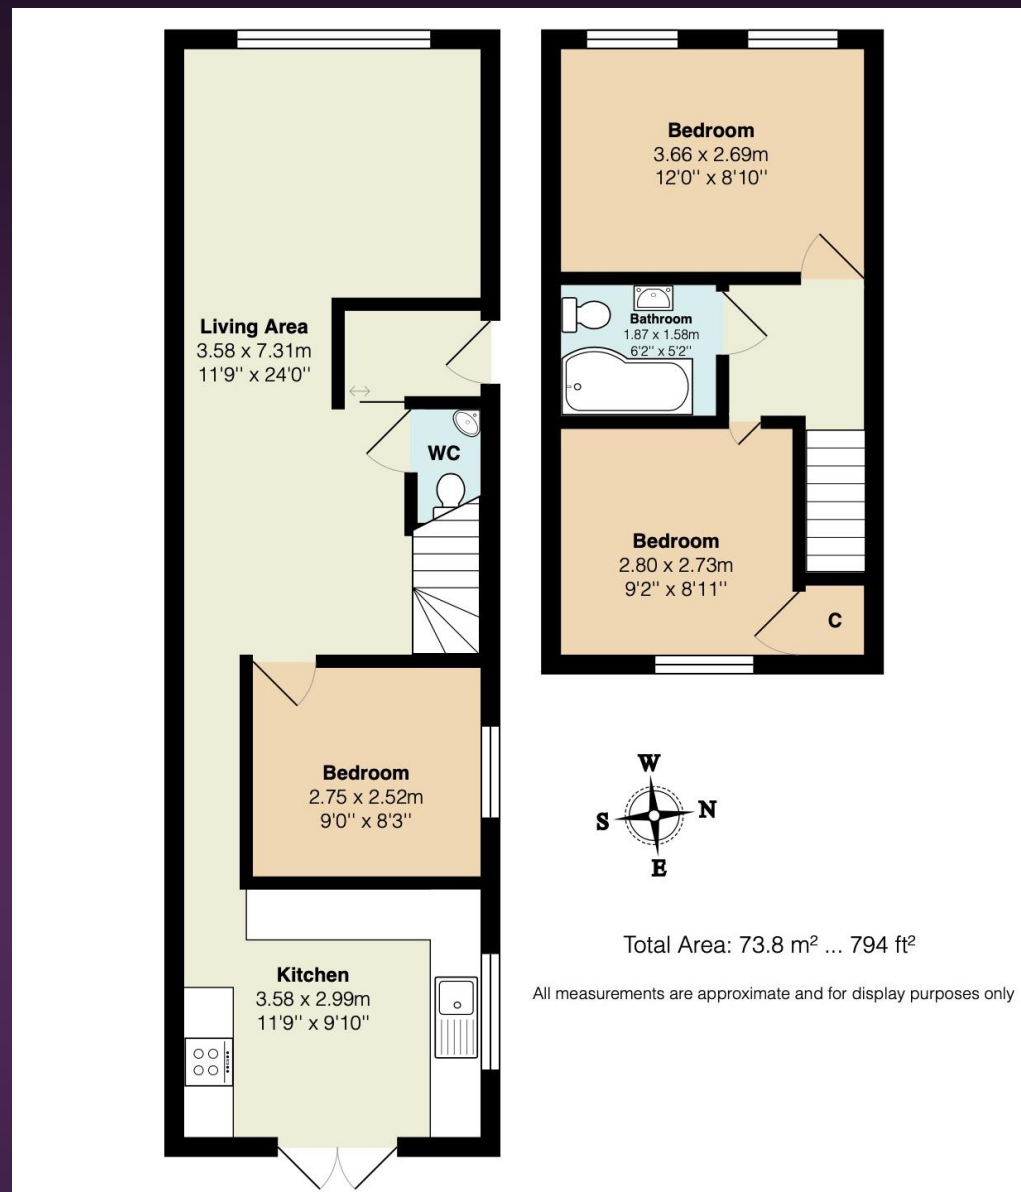 Living Area
3.58 x 7.31m
11'9'' x 24'0''
WC
Bedroom
2.75 x 2.52m
9'0'' x 8'3''
Kitchen
3.58 x 2.99m
11'9'' x 9'10''
Bedroom
3.66 x 2.69m
12'0'' x 8'10''
Bathroom
1.87 x 1.58m
6'2'' x 5'2''
Bedroom
2.80 x 2.73m
9'2'' x 8'11''
C
W
S N
E
Total Area: 73.8 m² ... 794 ft²
All measurements are approximate and for display purposes only